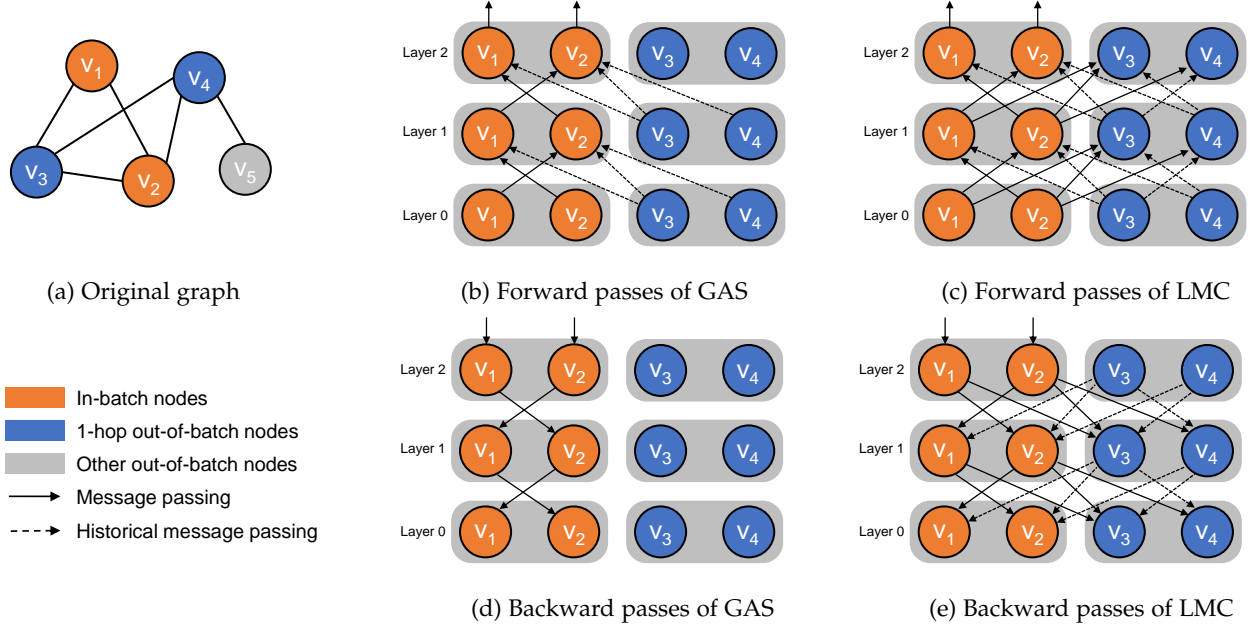 v1
v4
v3
v2
v5
(a) Original graph
Layer 2
v1 v2 v3 v4
Layer 1
v1 v2 v3 v4
Layer 0
v1 v2 v3 v4
(b) Forward passes of GAS
Layer 2
v1 v2 v3 v4
Layer 1
v1 v2 v3 v4
Layer 0
v1 v2 v3 v4
(c) Forward passes of LMC
In-batch nodes
1-hop out-of-batch nodes
Other out-of-batch nodes
Message passing
Historical message passing
Layer 2
v1 v2 v3 v4
Layer 1
v1 v2 v3 v4
Layer 0
v1 v2 v3 v4
(d) Backward passes of GAS
Layer 2
v1 v2 v3 v4
Layer 1
v1 v2 v3 v4
Layer 0
v1 v2 v3 v4
(e) Backward passes of LMC